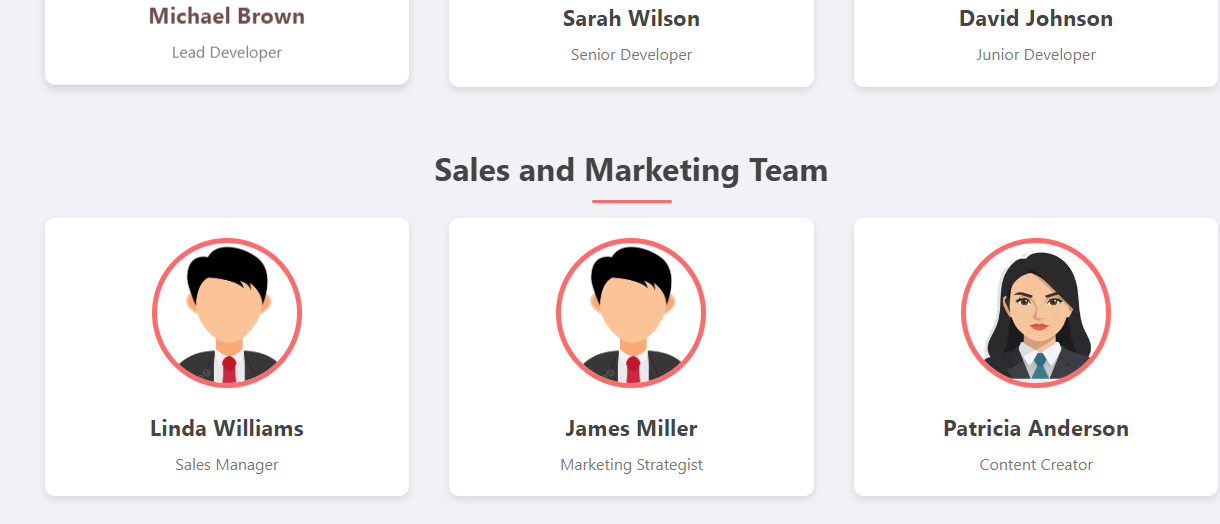 Michael Brown
Lead Developer
Sarah Wilson
Senior Developer
David Johnson
Junior Developer
Sales and Marketing Team
Linda Williams
Sales Manager
James Miller
Marketing Strategist
Patricia Anderson
Content Creator